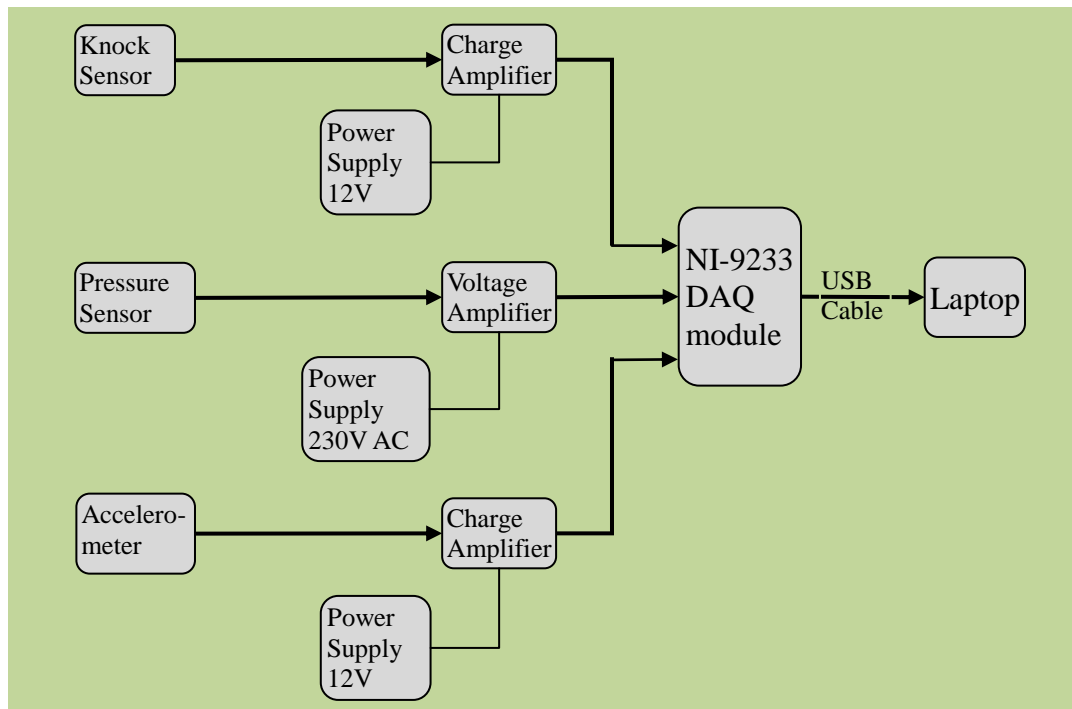 Knock
Sensor
Charge
Amplifier
Power
Supply
12V
Pressure
Sensor
Voltage
Amplifier
Power
Supply
230V AC
NI-9233
DAQ
module
USB
Cable
Laptop
Accelero-
meter
Charge
Amplifier
Power
Supply
12V